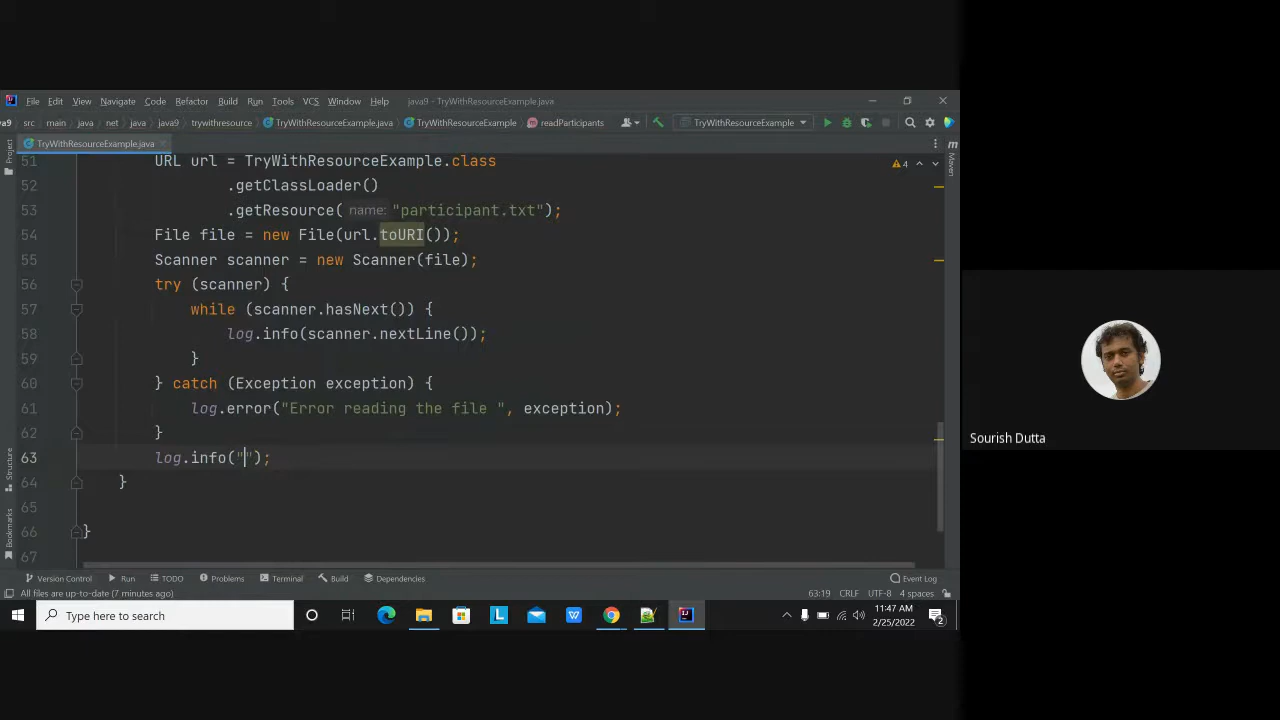 File Edit View Navigate Code Refactor Build Run Tools VCS Window Help java9 - TryWithResourceExample.java
src main java net java java9 trywithresource TryWithResourceExample.java TryWithResourceExample readParticipants TryWithResourceExample
TryWithResourceExample.java
Project
Maven
4
51 URL url = TryWithResourceExample.class
52 .getClassLoader()
53 .getResource( name: "participant.txt");
54 File file = new File(url.toURI());
55 Scanner scanner = new Scanner(file);
56 try (scanner) {
57 while (scanner.hasNext()) {
58 log.info(scanner.nextLine());
59 }
60 } catch (Exception exception) {
61 log.error("Error reading the file ", exception);
62 }
63 log.info("");
64 }
65
66 }
67
Structure
Bookmarks
Sourish Dutta
Version Control Run TODO Problems Terminal Build Dependencies Event Log
All files are up-to-date (7 minutes ago) 63:19 CRLF UTF-8 4 spaces
Type here to search
11:47 AM
2/25/2022
2